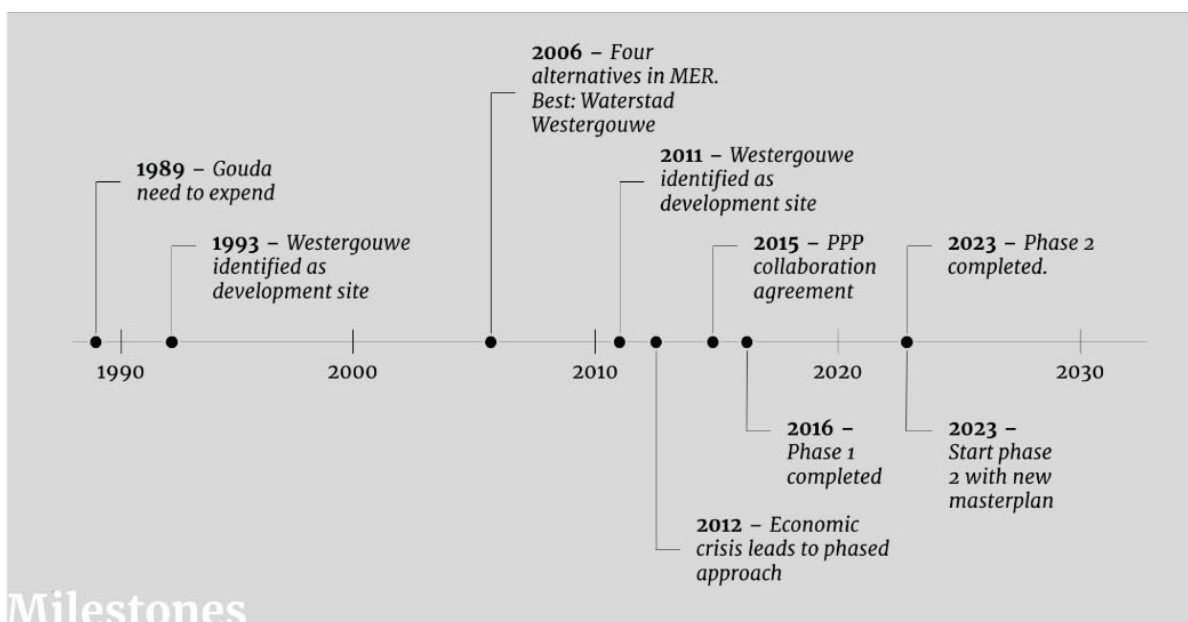 2006 – Four
alternatives in MER.
Best: Waterstad
Westergouwe
1989 – Gouda
need to expend
2011 – Westergouwe
identified as
development site
1993 – Westergouwe
identified as
development site
2015 – PPP
collaboration
agreement
2023 – Phase 2
completed.
1990
2000
2010
2020
2030
2016 –
Phase 1
completed
2023 –
Start phase
2 with new
masterplan
2012 – Economic
crisis leads to phased
approach
Milestones